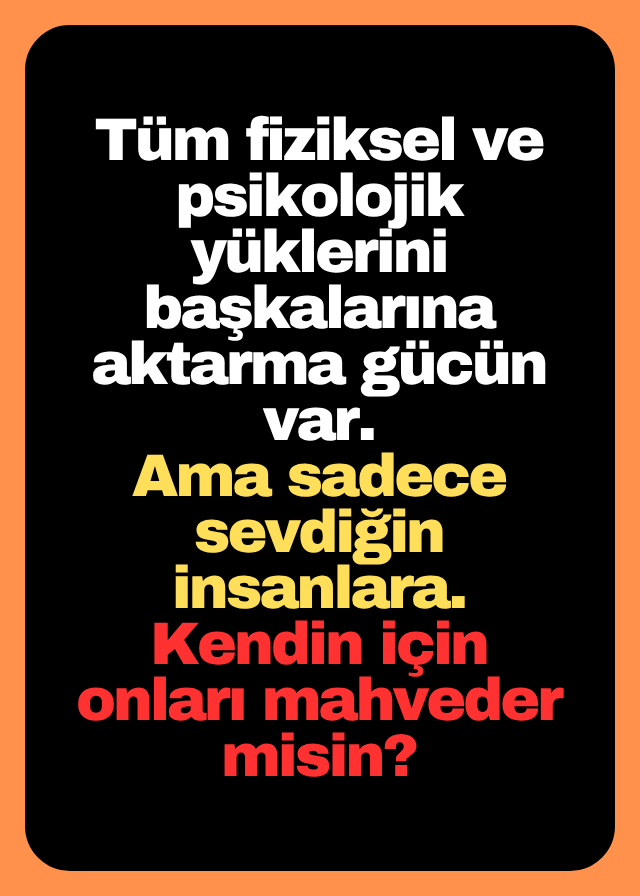 Tüm fiziksel ve
psikolojik
yüklerini
başkalarına
aktarma gücün
var.
Ama sadece
sevdiğin
insanlara.
Kendin için
onları mahveder
misin?